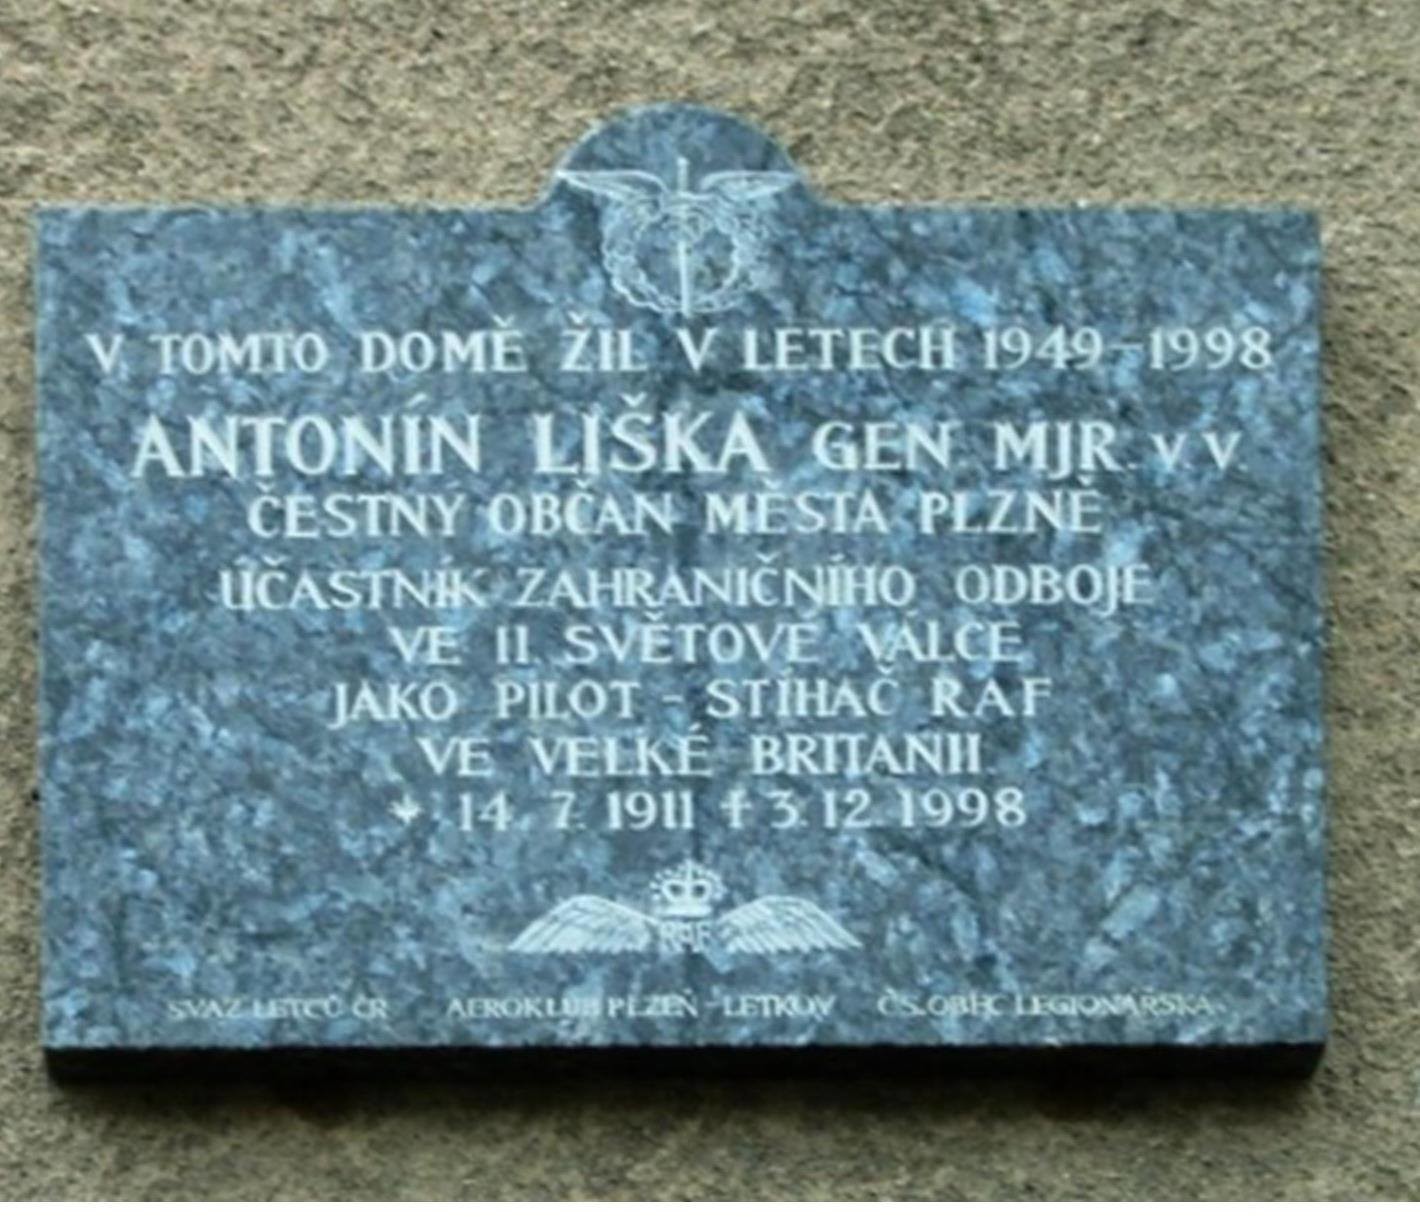 V TOMTO DOMĚ ŽIL V LETECH 1949-1998
ANTONÍN LIŠKA GEN MJR. V.V.
ČESTNÝ OBČAN MĚSTA PLZNĚ
ÚČASTNÍK ZAHRANIČNÍHO ODBOJE
VE II. SVĚTOVÉ VÁLCE
JAKO PILOT - STÍHAČ RAF
VE VELKÉ BRITANII
* 14. 7. 1911 † 3. 12. 1998
RAF
SVAZ LETCŮ ČR AEROKLUB PLZEŇ - LETKOV ČS. OBEC LEGIONÁŘSKÁ